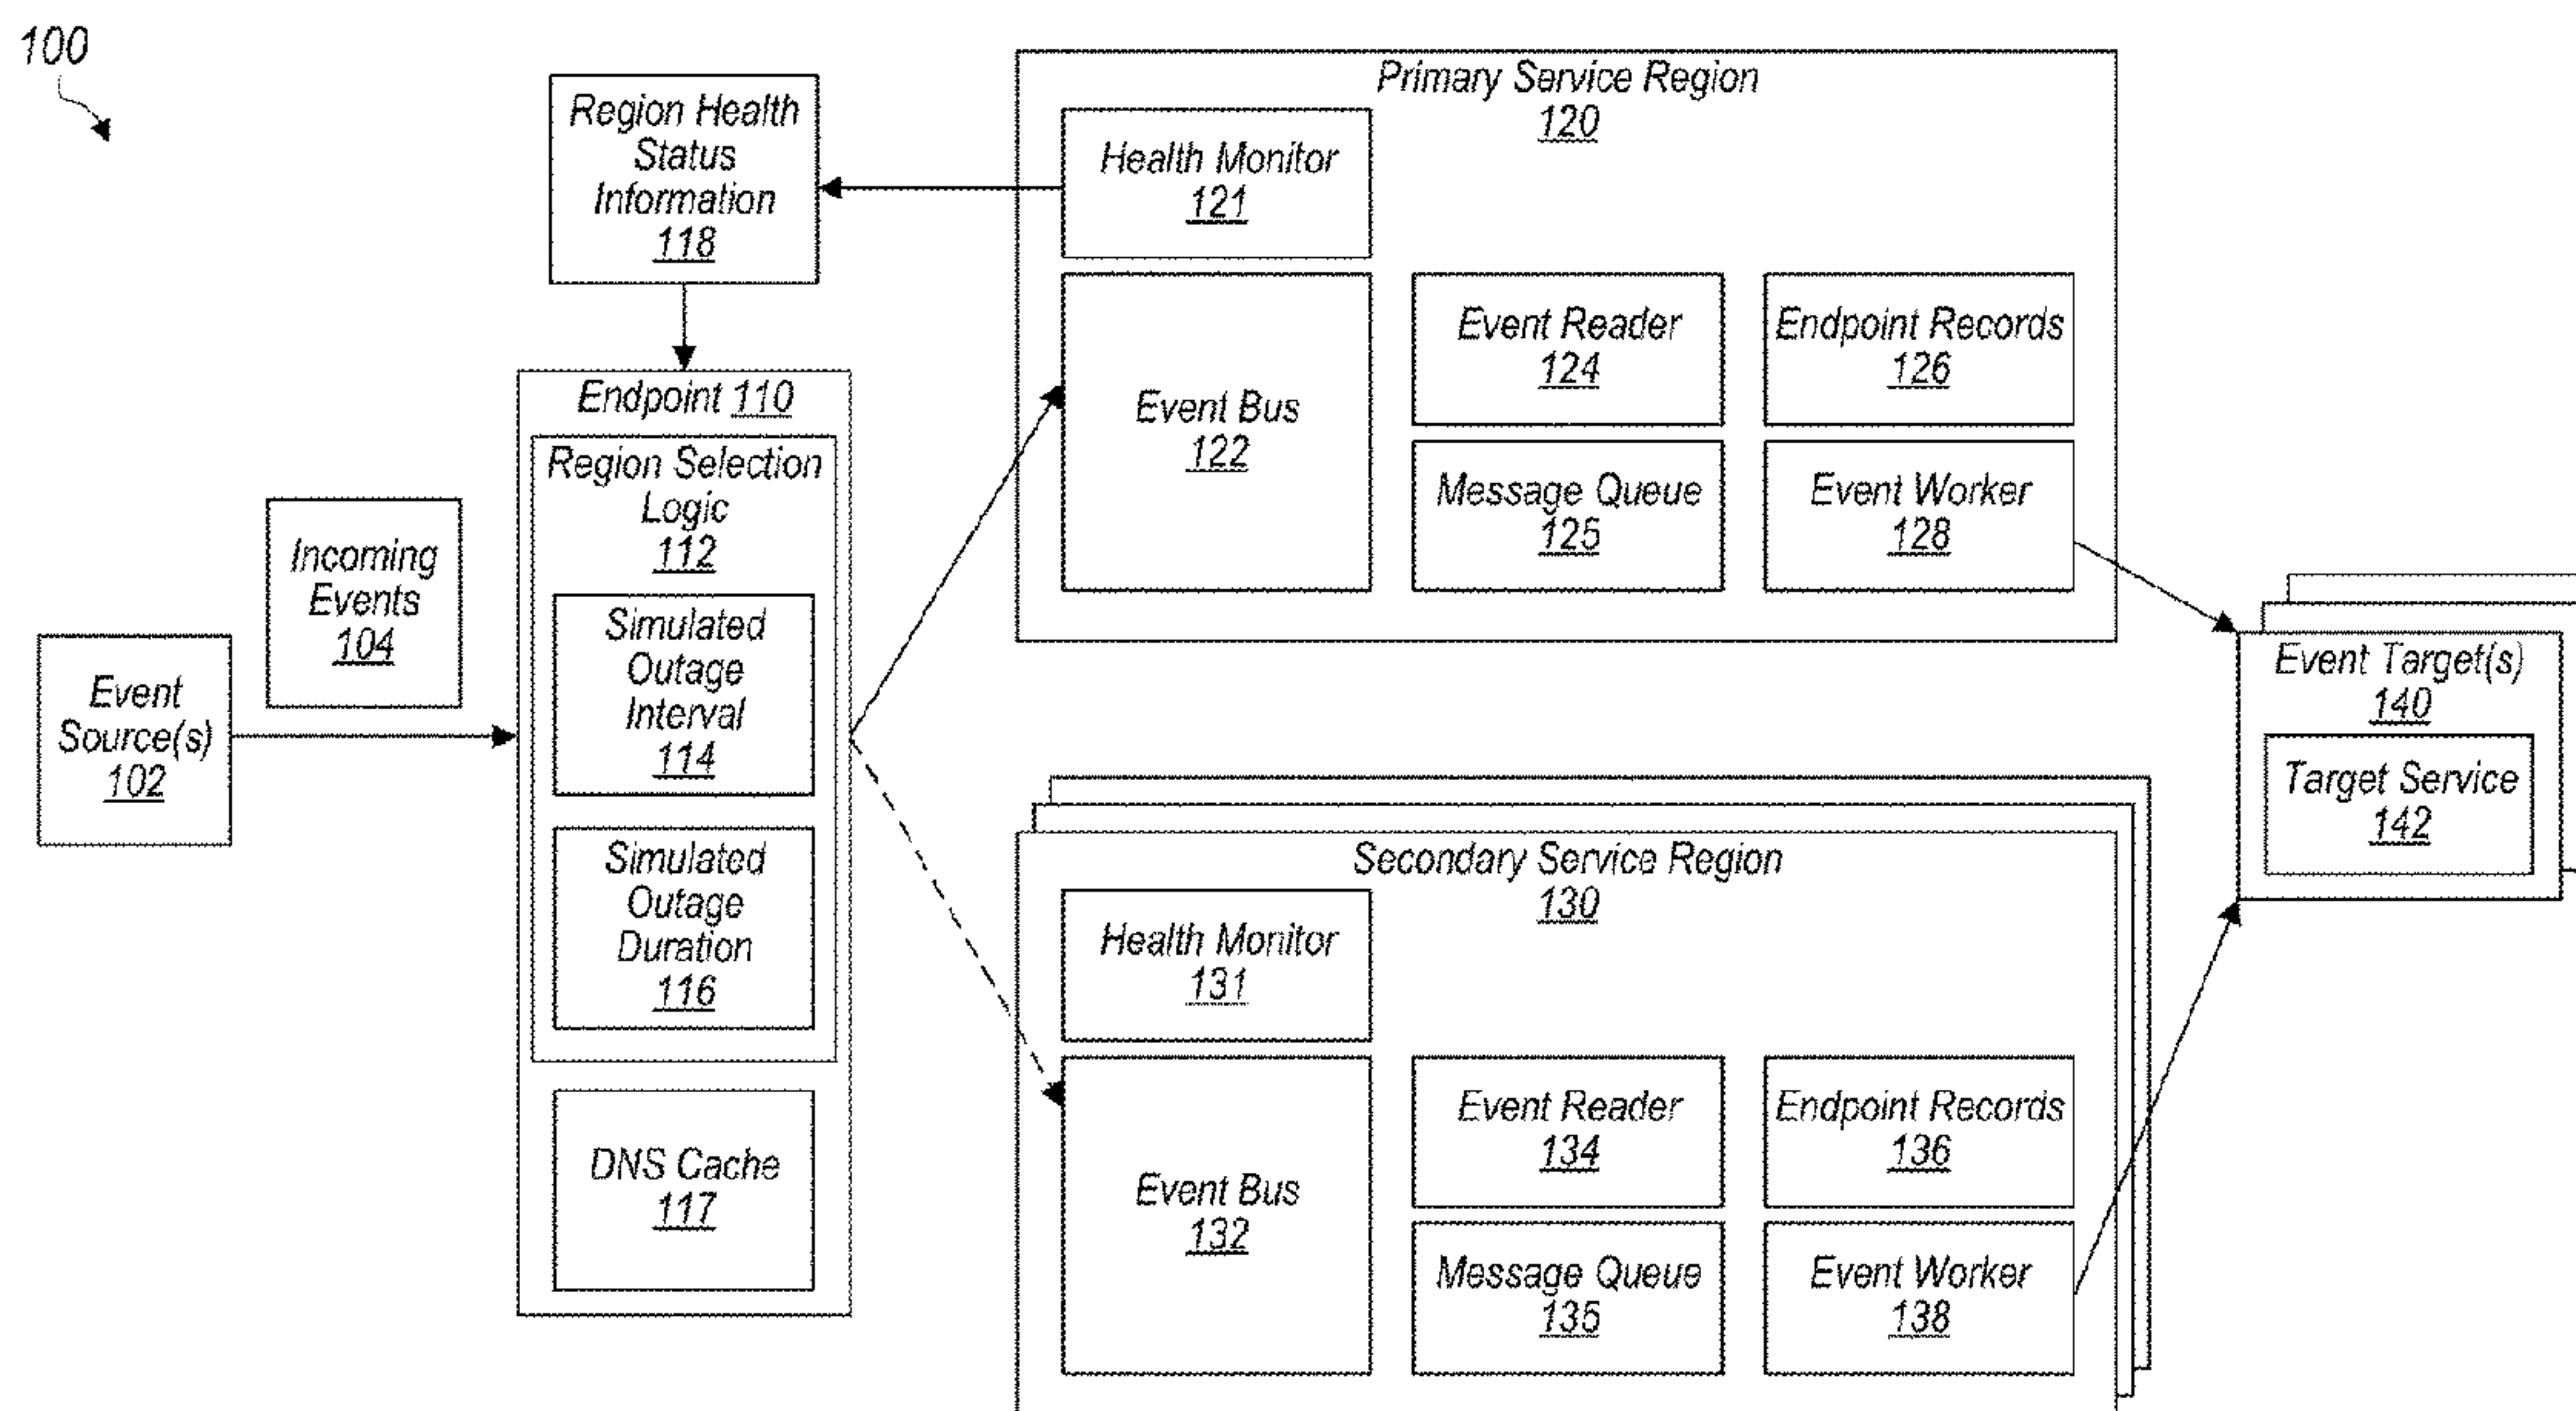 100
Region Health
Status
Information
118
Primary Service Region
120
Health Monitor
121
Event Bus
122
Event Reader
124
Endpoint Records
126
Message Queue
125
Event Worker
128
Endpoint 110
Region Selection
Logic
112
Simulated
Outage
Interval
114
Simulated
Outage
Duration
116
DNS Cache
117
Incoming
Events
104
Event
Source(s)
102
Event Target(s)
140
Target Service
142
Secondary Service Region
130
Health Monitor
131
Event Bus
132
Event Reader
134
Endpoint Records
136
Message Queue
135
Event Worker
138